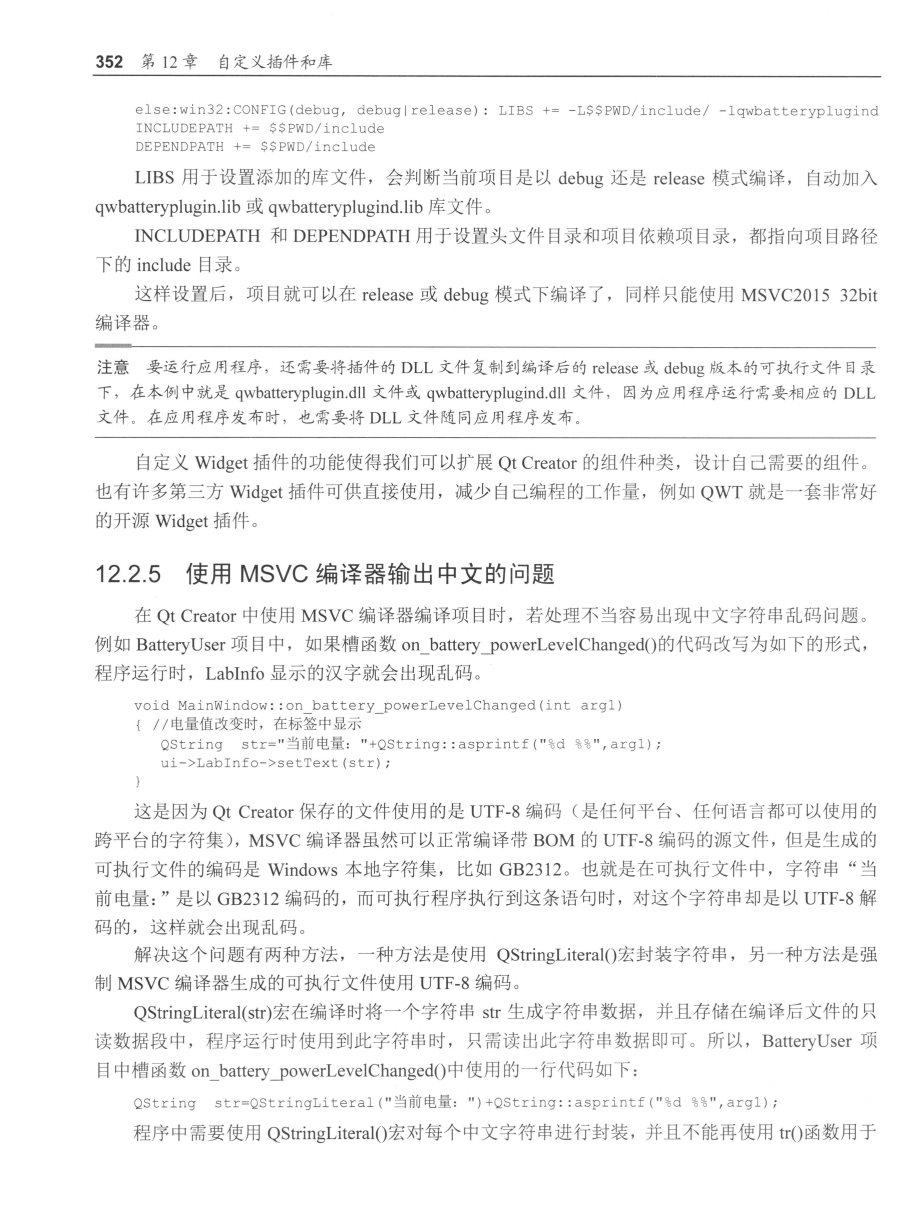 352 第 12 章 自定义插件和库
else:win32:CONFIG(debug, debug|release): LIBS += -L$$PWD/include/ -lqwbatteryplugind
INCLUDEPATH += $$PWD/include
DEPENDPATH += $$PWD/include
LIBS 用于设置添加的库文件，会判断当前项目是以 debug 还是 release 模式编译，自动加入
qwbatteryplugin.lib 或 qwbatteryplugind.lib 库文件。
INCLUDEPATH 和 DEPENDPATH 用于设置头文件目录和项目依赖项目录，都指向项目路径
下的 include 目录。
这样设置后，项目就可以在 release 或 debug 模式下编译了，同样只能使用 MSVC2015 32bit
编译器。
注意 要运行应用程序，还需要将插件的 DLL 文件复制到编译后的 release 或 debug 版本的可执行文件目录
下，在本例中就是 qwbatteryplugin.dll 文件或 qwbatteryplugind.dll 文件，因为应用程序运行需要相应的 DLL
文件。在应用程序发布时，也需要将 DLL 文件随同应用程序发布。
自定义 Widget 插件的功能使得我们可以扩展 Qt Creator 的组件种类，设计自己需要的组件。
也有许多第三方 Widget 插件可供直接使用，减少自己编程的工作量，例如 QWT 就是一套非常好
的开源 Widget 插件。
12.2.5 使用 MSVC 编译器输出中文的问题
在 Qt Creator 中使用 MSVC 编译器编译项目时，若处理不当容易出现中文字符串乱码问题。
例如 BatteryUser 项目中，如果槽函数 on_battery_powerLevelChanged()的代码改写为如下的形式，
程序运行时，LabInfo 显示的汉字就会出现乱码。
void MainWindow::on_battery_powerLevelChanged(int arg1)
{ //电量值改变时，在标签中显示
QString str="当前电量："+QString::asprintf("%d %%",arg1);
ui->LabInfo->setText(str);
}
这是因为 Qt Creator 保存的文件使用的是 UTF-8 编码（是任何平台、任何语言都可以使用的
跨平台的字符集），MSVC 编译器虽然可以正常编译带 BOM 的 UTF-8 编码的源文件，但是生成的
可执行文件的编码是 Windows 本地字符集，比如 GB2312。也就是在可执行文件中，字符串“当
前电量：”是以 GB2312 编码的，而可执行程序执行到这条语句时，对这个字符串却是以 UTF-8 解
码的，这样就会出现乱码。
解决这个问题有两种方法，一种方法是使用 QStringLiteral()宏封装字符串，另一种方法是强
制 MSVC 编译器生成的可执行文件使用 UTF-8 编码。
QStringLiteral(str)宏在编译时将一个字符串 str 生成字符串数据，并且存储在编译后文件的只
读数据段中，程序运行时使用到此字符串时，只需读出此字符串数据即可。所以，BatteryUser 项
目中槽函数 on_battery_powerLevelChanged()中使用的一行代码如下：
QString str=QStringLiteral("当前电量：")+QString::asprintf("%d %%",arg1);
程序中需要使用 QStringLiteral()宏对每个中文字符串进行封装，并且不能再使用 tr()函数用于